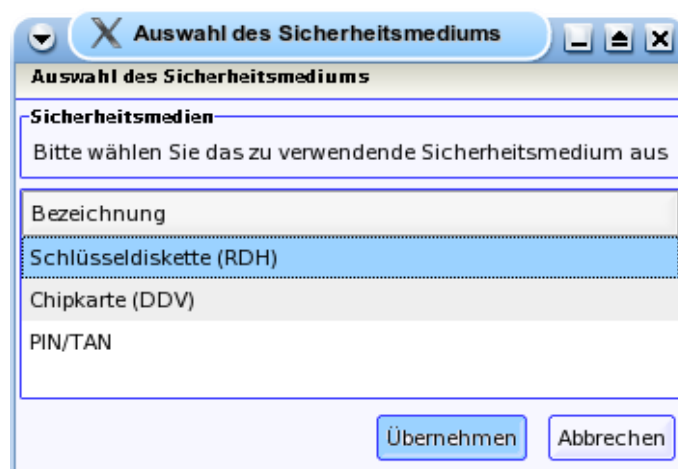 Auswahl des Sicherheitsmediums
Auswahl des Sicherheitsmediums
Sicherheitsmedien
Bitte wählen Sie das zu verwendende Sicherheitsmedium aus
Bezeichnung
Schlüsseldiskette (RDH)
Chipkarte (DDV)
PIN/TAN
Übernehmen Abbrechen